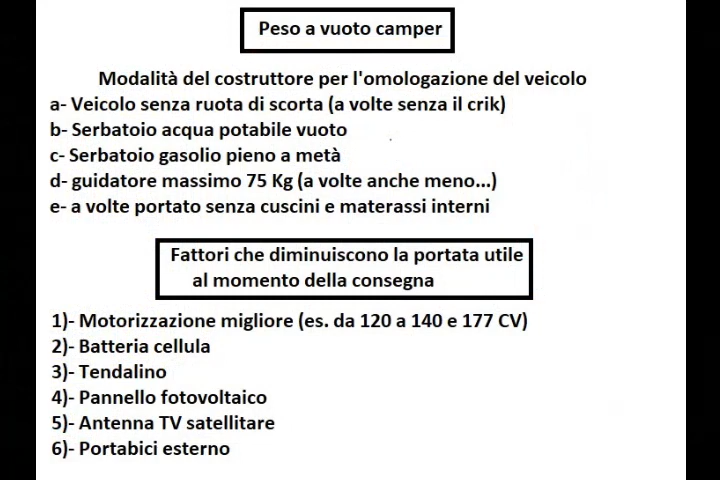 Peso a vuoto camper
Modalità del costruttore per l'omologazione del veicolo
a- Veicolo senza ruota di scorta (a volte senza il crik)
b- Serbatoio acqua potabile vuoto
c- Serbatoio gasolio pieno a metà
d- guidatore massimo 75 Kg (a volte anche meno...)
e- a volte portato senza cuscini e materassi interni
Fattori che diminuiscono la portata utile
al momento della consegna
1)- Motorizzazione migliore (es. da 120 a 140 e 177 CV)
2)- Batteria cellula
3)- Tendalino
4)- Pannello fotovoltaico
5)- Antenna TV satellitare
6)- Portabici esterno